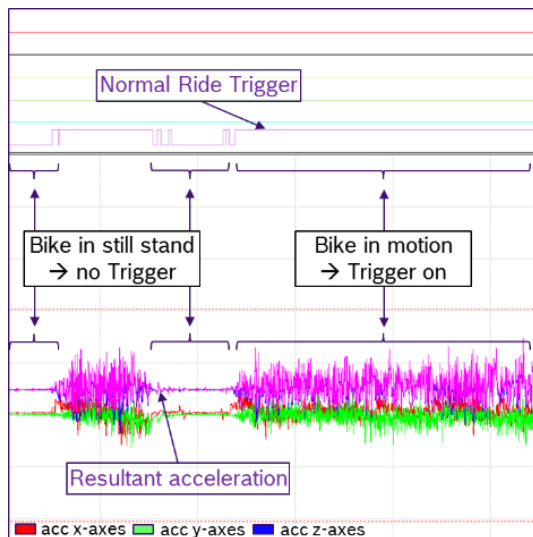 Normal Ride Trigger
Bike in still stand
→ no Trigger
Bike in motion
→ Trigger on
Resultant acceleration
acc x-axes acc y-axes acc z-axes